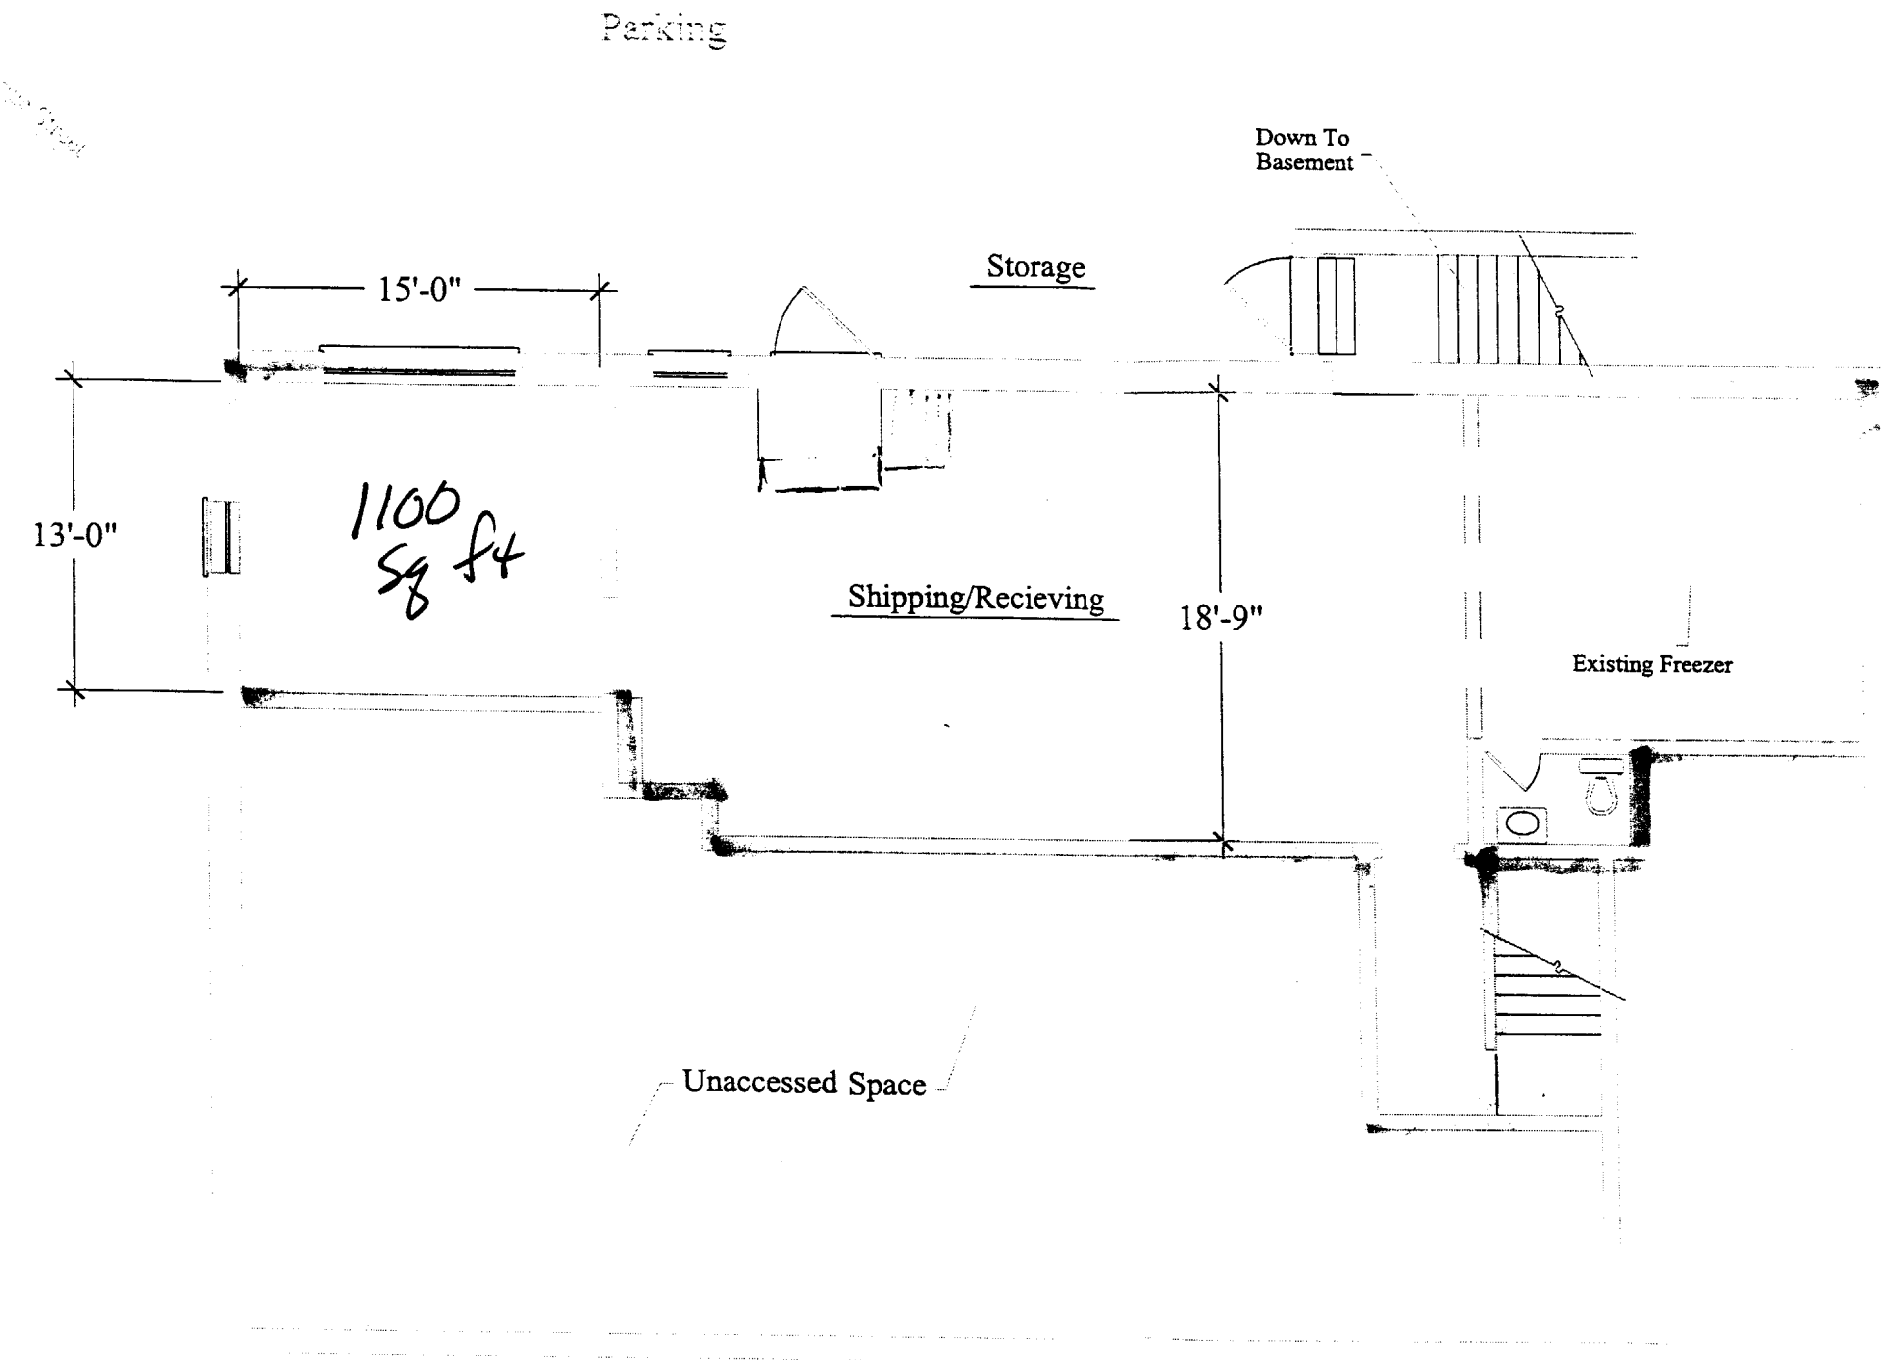 Parking
Down To
Basement
Storage
15'-0"
13'-0"
1100
sq ft
Shipping/Recieving
18'-9"
Existing Freezer
Unaccessed Space